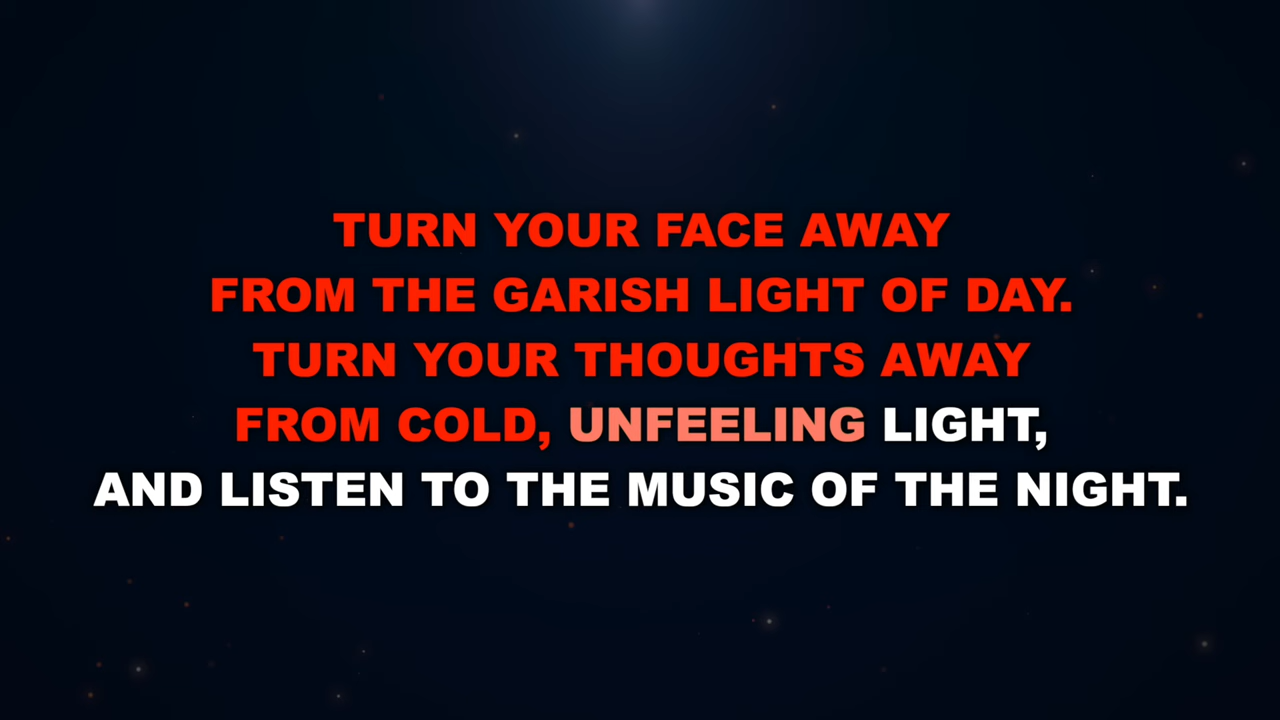 TURN YOUR FACE AWAY
FROM THE GARISH LIGHT OF DAY.
TURN YOUR THOUGHTS AWAY
FROM COLD, UNFEELING LIGHT,
AND LISTEN TO THE MUSIC OF THE NIGHT.